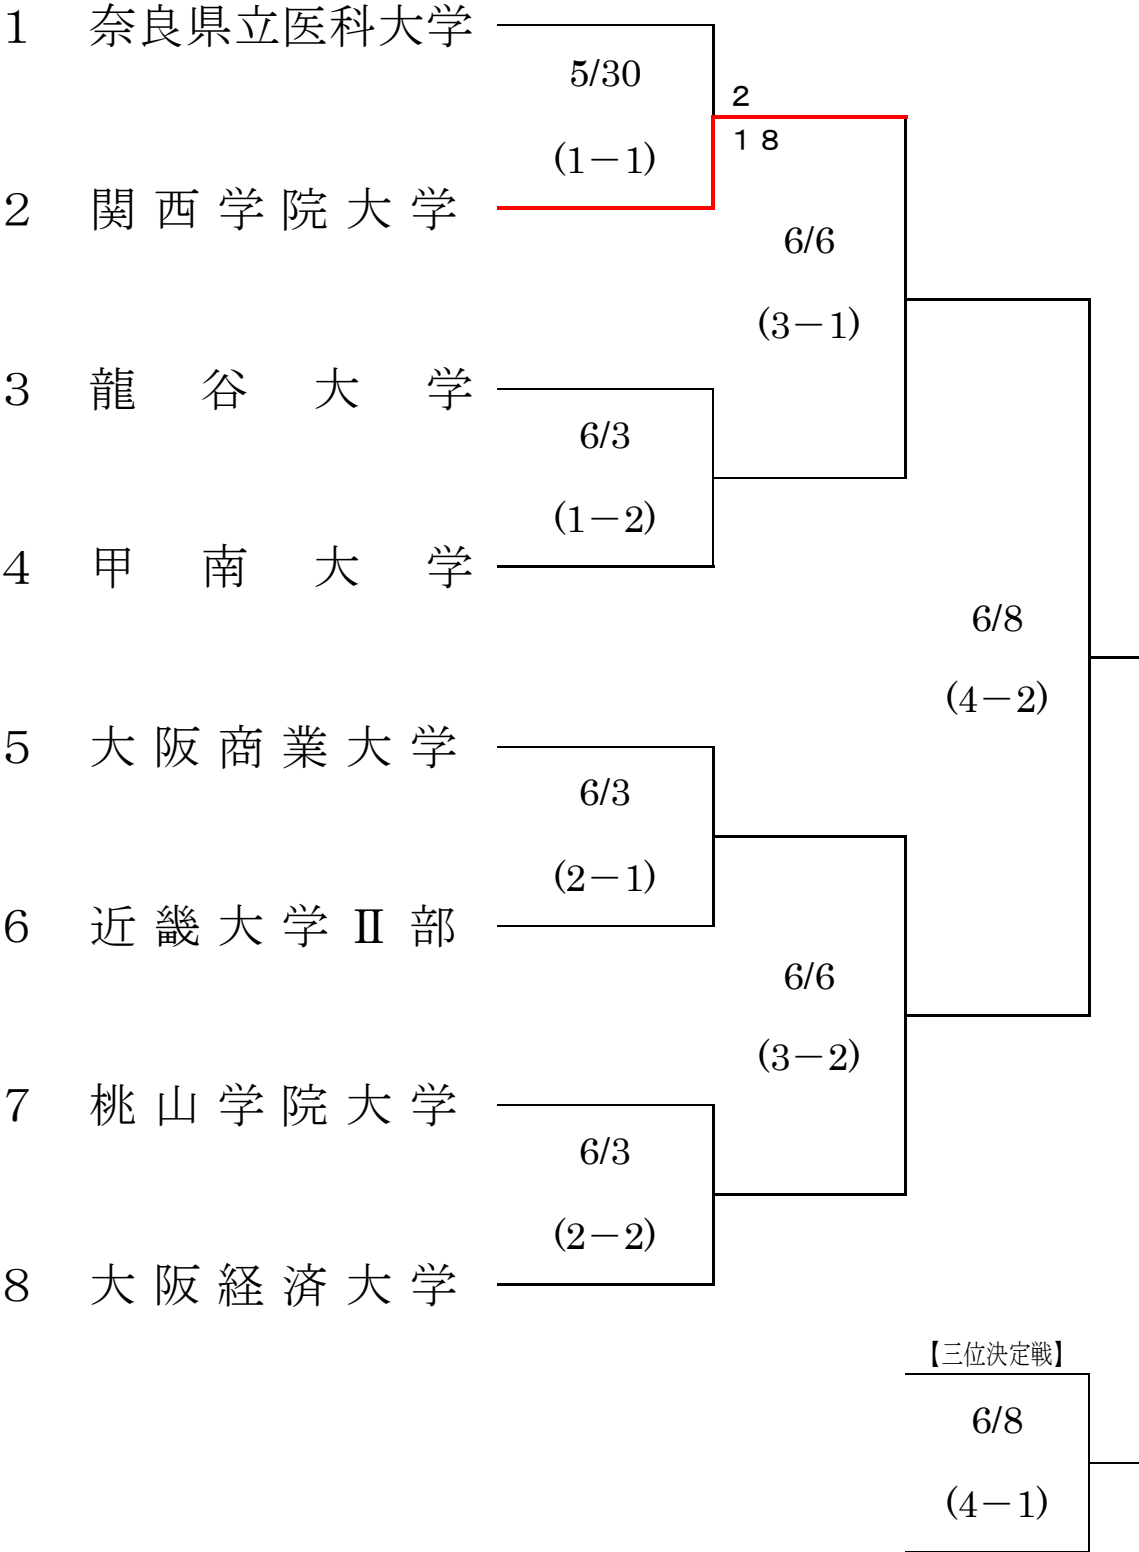 1 奈良県立医科大学
5/30
2
(1－1)
１８
2 関西学院大学
6/6
(3－1)
3 龍谷大学
6/3
(1－2)
4 甲南大学
6/8
(4－2)
5 大阪商業大学
6/3
(2－1)
6 近畿大学Ⅱ部
6/6
(3－2)
7 桃山学院大学
6/3
(2－2)
8 大阪経済大学
【三位決定戦】
6/8
(4－1)